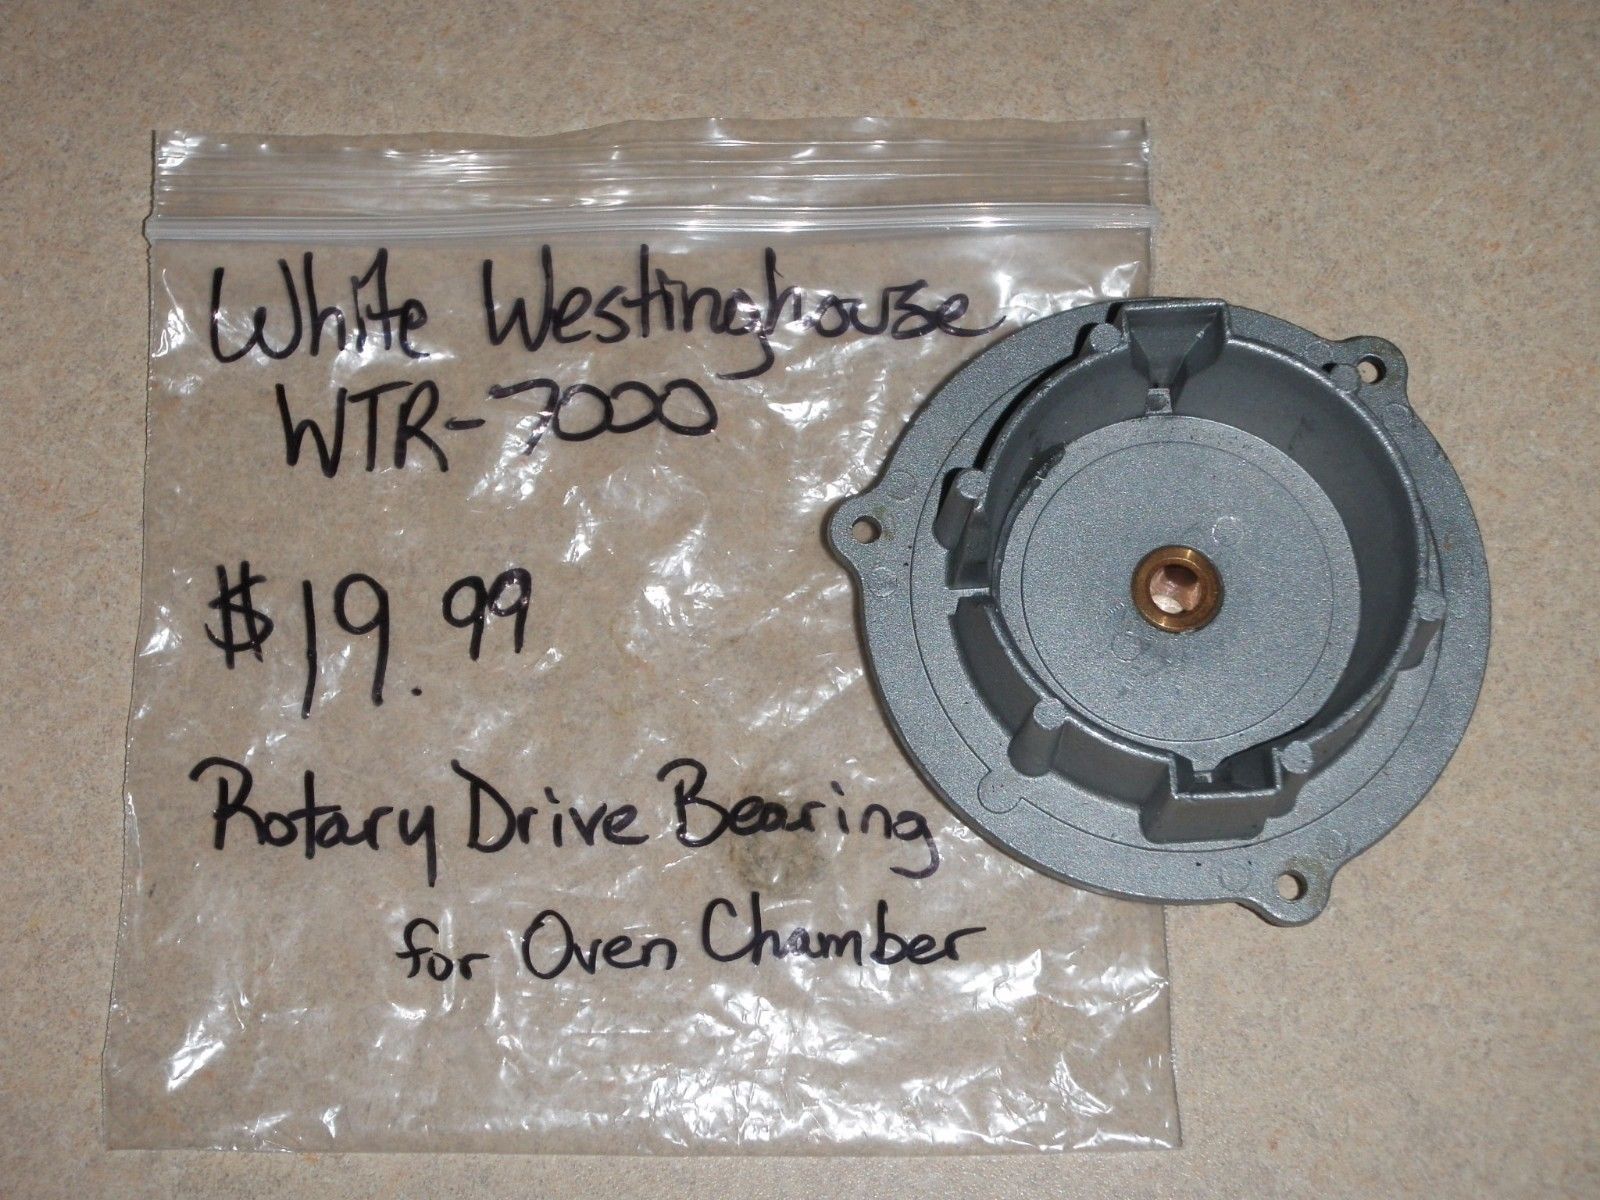 White Westinghouse
WTR-7000
$19.99
Rotary Drive Bearing
for Oven Chamber